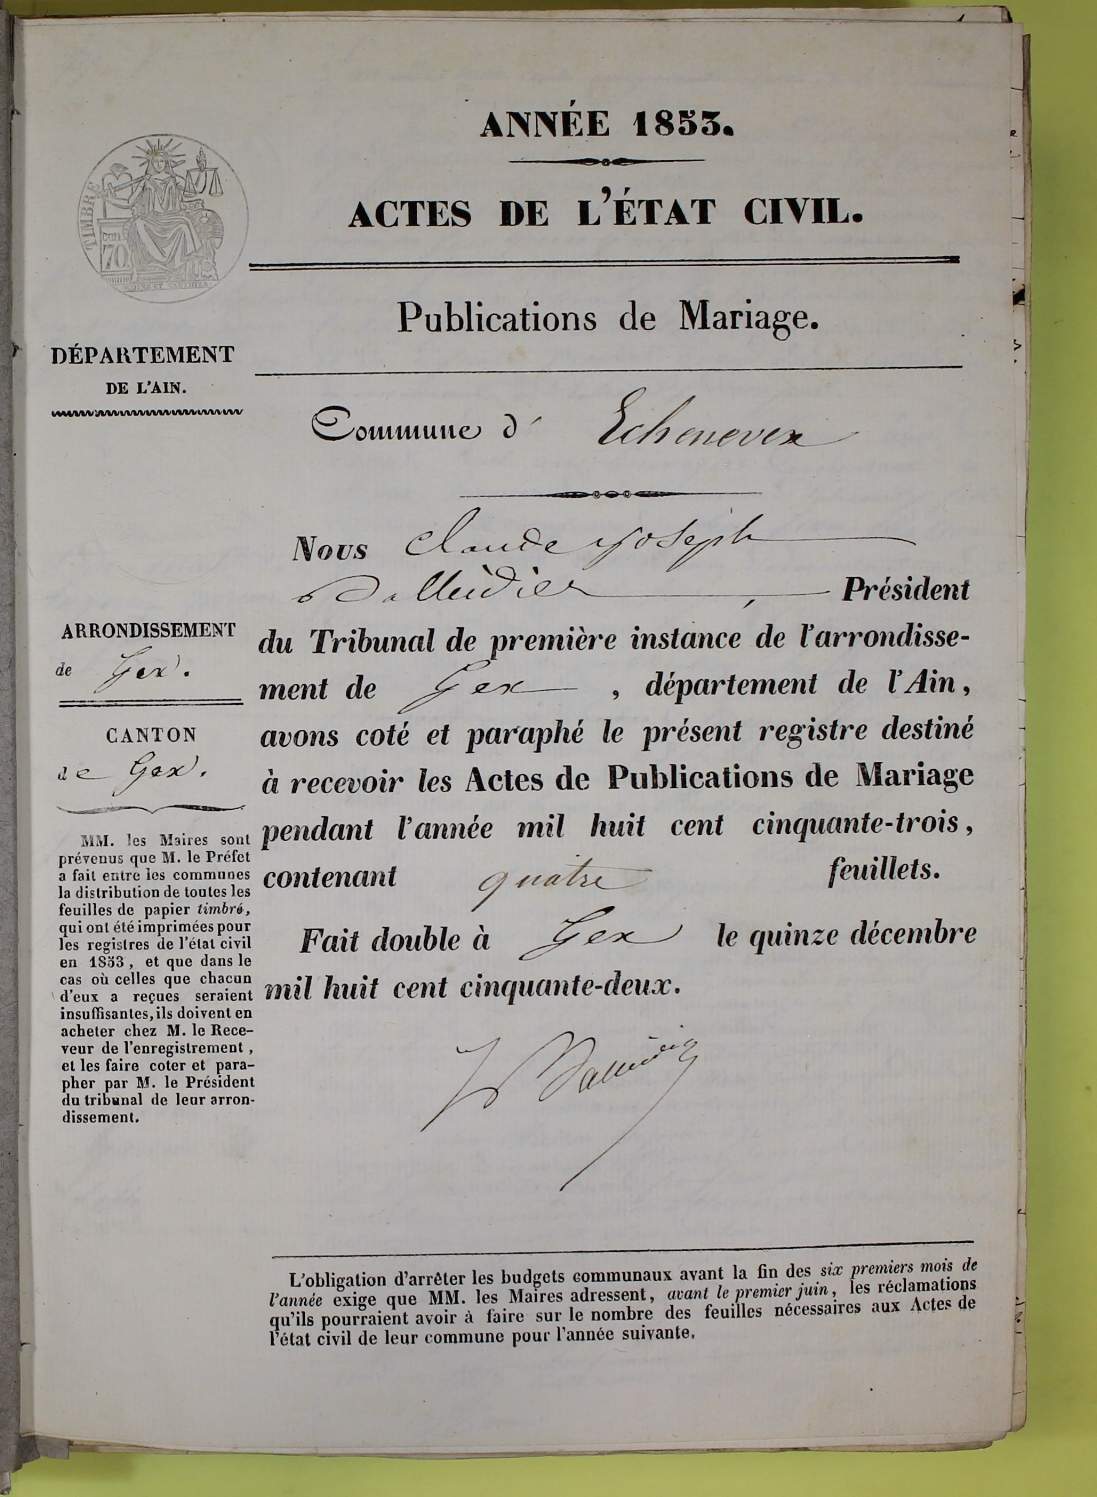 ANNÉE 1853.
ACTES DE L'ÉTAT CIVIL.
TIMBRE
70
Publications de Mariage.
DÉPARTEMENT
DE L'AIN.
Commune d' Echenevex
Nous Claude Joseph
Balleidier Président
du Tribunal de première instance de l'arrondisse-
ment de Gex, département de l'Ain,
avons coté et paraphé le présent registre destiné
à recevoir les Actes de Publications de Mariage
pendant l'année mil huit cent cinquante-trois,
contenant quatre feuillets.
Fait double à Gex le quinze décembre
mil huit cent cinquante-deux.
Balleidier
ARRONDISSEMENT
de Gex.
CANTON
de Gex.
MM. les Maires sont
prévenus que M. le Préfet
a fait entre les communes
la distribution de toutes les
feuilles de papier timbré,
qui ont été imprimées pour
les registres de l'état civil
en 1853, et que dans le
cas où celles que chacun
d'eux a reçues seraient
insuffisantes, ils doivent en
acheter chez M. le Rece-
veur de l'enregistrement,
et les faire coter et para-
pher par M. le Président
du tribunal de leur arron-
dissement.
L'obligation d'arrêter les budgets communaux avant la fin des six premiers mois de
l'année exige que MM. les Maires adressent, avant le premier juin, les réclamations
qu'ils pourraient avoir à faire sur le nombre des feuilles nécessaires aux Actes de
l'état civil de leur commune pour l'année suivante.